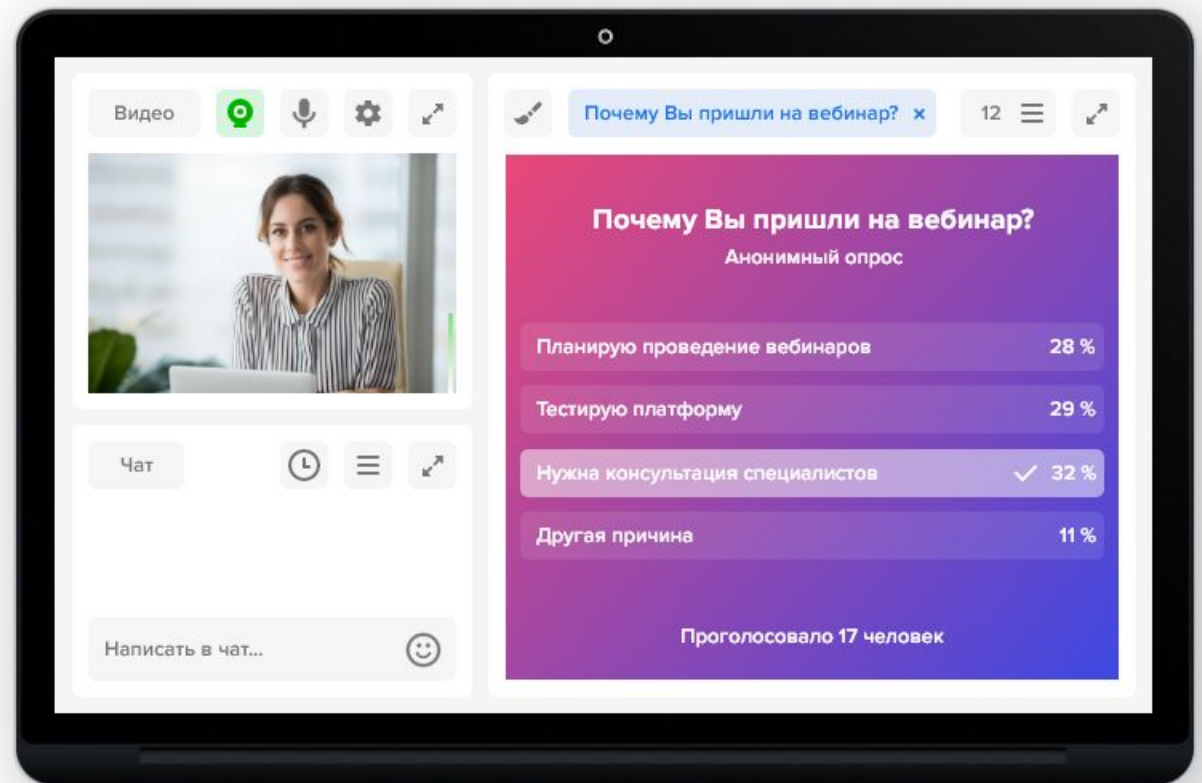 Видео
Почему Вы пришли на вебинар? ×
12
Почему Вы пришли на вебинар?
Анонимный опрос
Планирую проведение вебинаров 28 %
Тестирую платформу 29 %
Нужна консультация специалистов 32 %
Другая причина 11 %
Проголосовало 17 человек
Чат
Написать в чат...